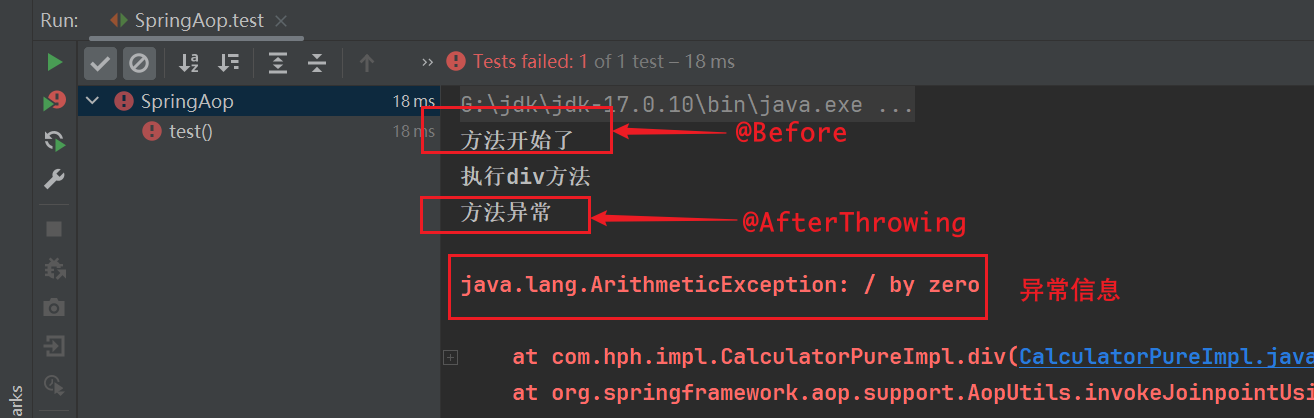 Run: SpringAop.test
Tests failed: 1 of 1 test – 18 ms
SpringAop 18 ms
test() 18 ms
G:\jdk\jdk-17.0.10\bin\java.exe ...
方法开始了
@Before
执行div方法
方法异常
@AfterThrowing
java.lang.ArithmeticException: / by zero
异常信息
at com.hph.impl.CalculatorPureImpl.div(CalculatorPureImpl.java
at org.springframework.aop.support.AopUtils.invokeJoinpointUsi
arks